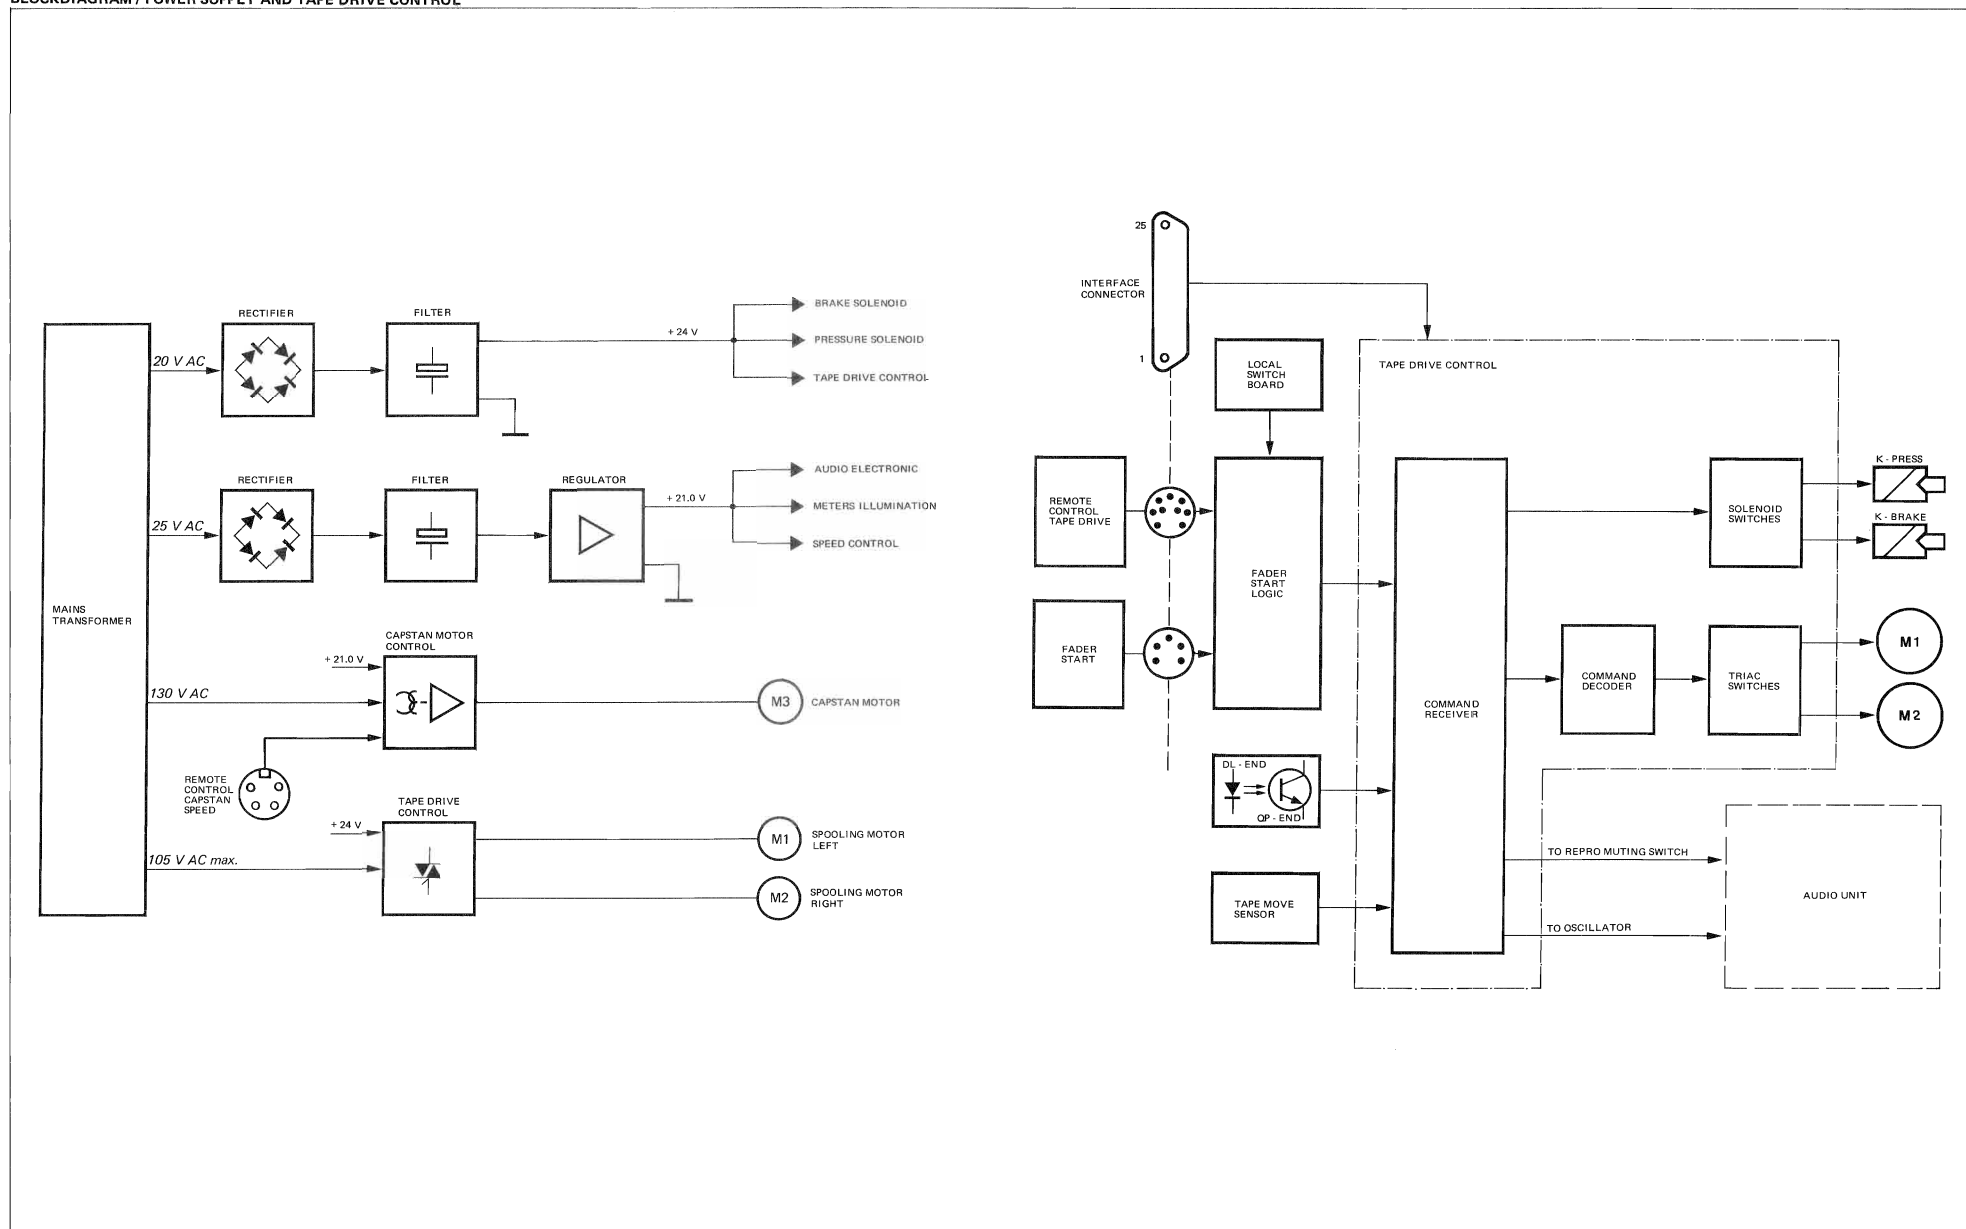 BLOCKDIAGRAM / POWER SUPPLY AND TAPE DRIVE CONTROL
MAINS
TRANSFORMER
20 V AC
RECTIFIER
FILTER
+ 24 V
BRAKE SOLENOID
PRESSURE SOLENOID
TAPE DRIVE CONTROL
25 V AC
RECTIFIER
FILTER
REGULATOR
+ 21.0 V
AUDIO ELECTRONIC
METERS ILLUMINATION
SPEED CONTROL
130 V AC
CAPSTAN MOTOR
CONTROL
+ 21.0 V
M3
CAPSTAN MOTOR
REMOTE
CONTROL
CAPSTAN
SPEED
105 V AC max.
TAPE DRIVE
CONTROL
+ 24 V
M1
SPOOLING MOTOR
LEFT
M2
SPOOLING MOTOR
RIGHT
25
INTERFACE
CONNECTOR
1
LOCAL
SWITCH
BOARD
TAPE DRIVE CONTROL
REMOTE
CONTROL
TAPE DRIVE
FADER
START
FADER
START
LOGIC
DL - END
QP - END
TAPE MOVE
SENSOR
COMMAND
RECEIVER
SOLENOID
SWITCHES
K - PRESS
K - BRAKE
COMMAND
DECODER
TRIAC
SWITCHES
M1
M2
TO REPRO MUTING SWITCH
TO OSCILLATOR
AUDIO UNIT